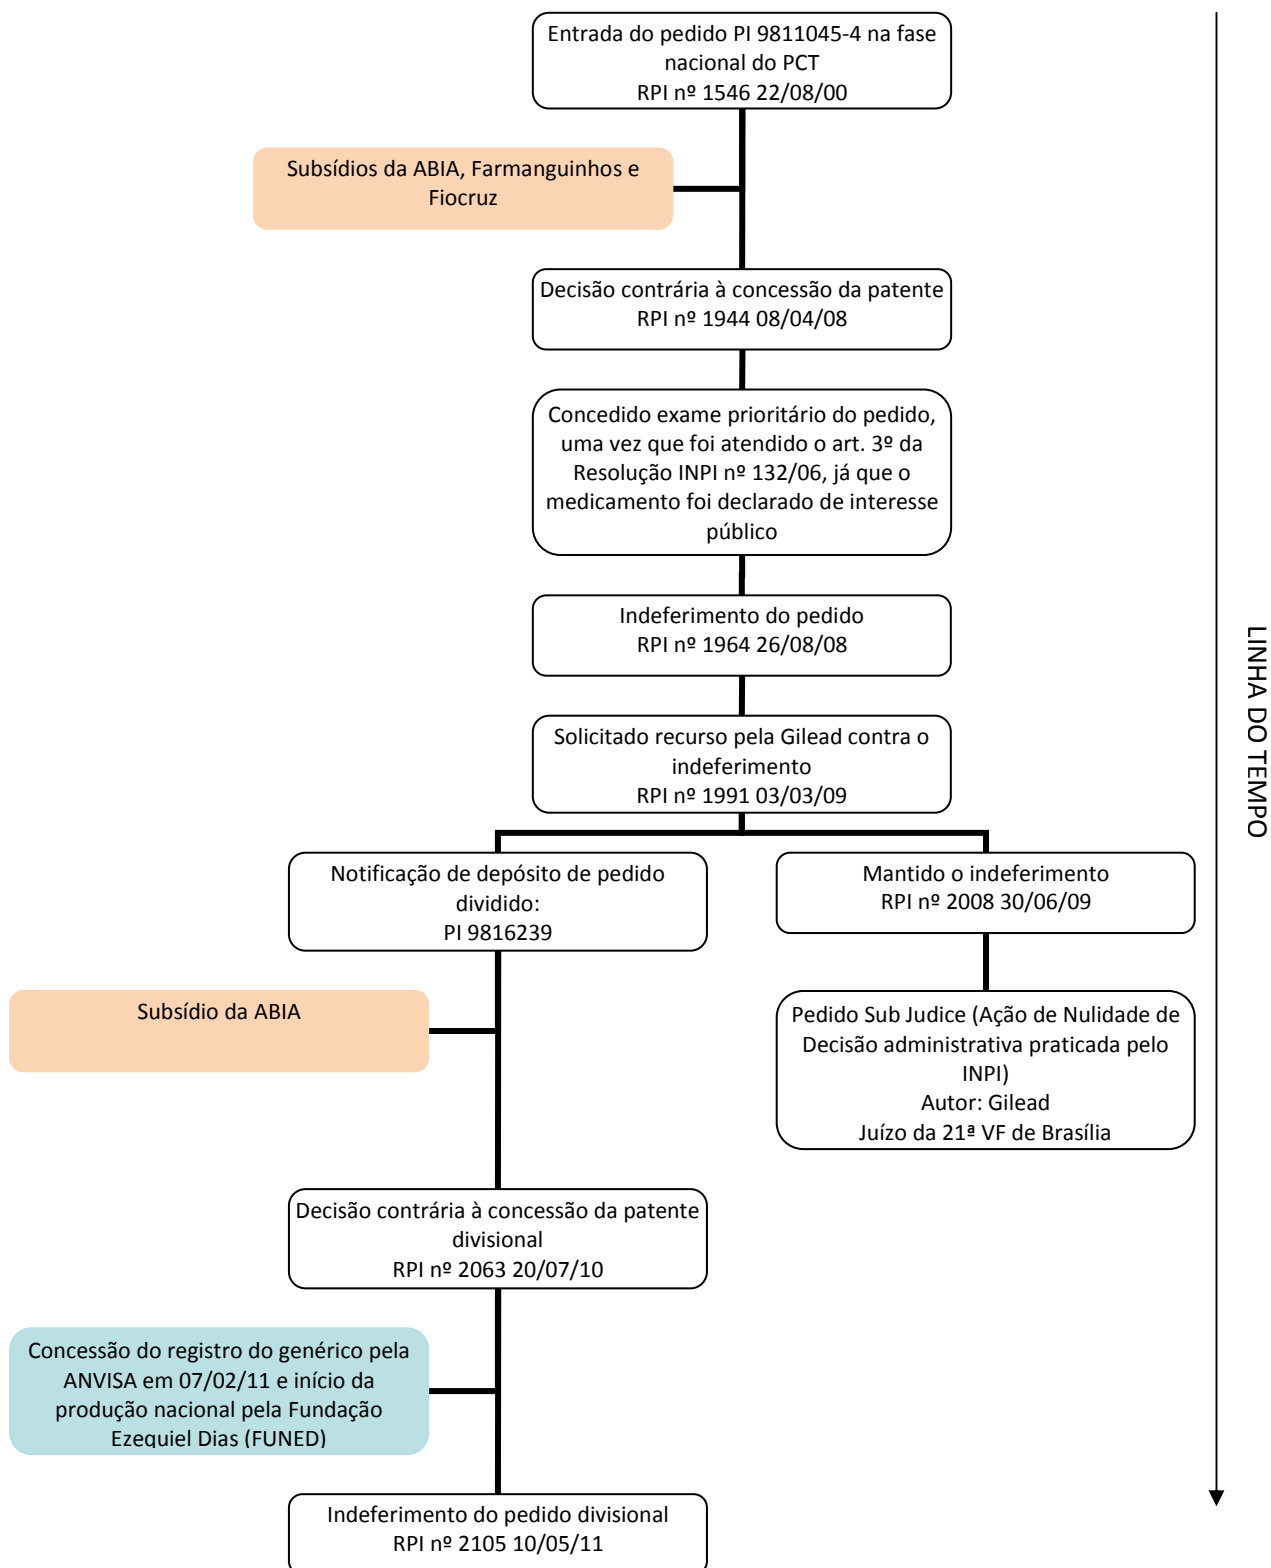 Entrada do pedido PI 9811045-4 na fase
nacional do PCT
RPI nº 1546 22/08/00
Subsídios da ABIA, Farmanguinhos e
Fiocruz
Decisão contrária à concessão da patente
RPI nº 1944 08/04/08
Concedido exame prioritário do pedido,
uma vez que foi atendido o art. 3º da
Resolução INPI nº 132/06, já que o
medicamento foi declarado de interesse
público
Indeferimento do pedido
RPI nº 1964 26/08/08
Solicitado recurso pela Gilead contra o
indeferimento
RPI nº 1991 03/03/09
Notificação de depósito de pedido
dividido:
PI 9816239
Mantido o indeferimento
RPI nº 2008 30/06/09
Subsídio da ABIA
Pedido Sub Judice (Ação de Nulidade de
Decisão administrativa praticada pelo
INPI)
Autor: Gilead
Juízo da 21ª VF de Brasília
Decisão contrária à concessão da patente
divisional
RPI nº 2063 20/07/10
Concessão do registro do genérico pela
ANVISA em 07/02/11 e início da
produção nacional pela Fundação
Ezequiel Dias (FUNED)
Indeferimento do pedido divisional
RPI nº 2105 10/05/11
LINHA DO TEMPO